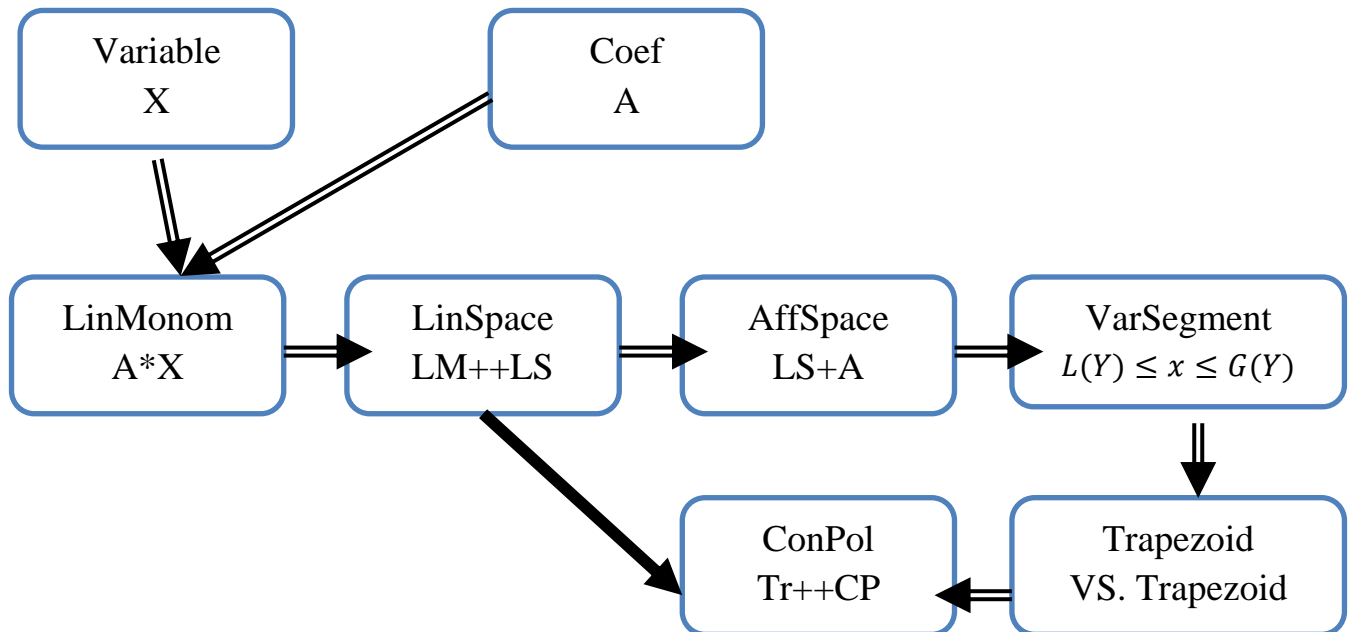 Variable
X
Coef
A
LinMonom
A*X
LinSpace
LM++LS
AffSpace
LS+A
VarSegment
𝐿(𝑌) ≤ 𝑥 ≤ 𝐺(𝑌)
ConPol
Tr++CP
Trapezoid
VS. Trapezoid